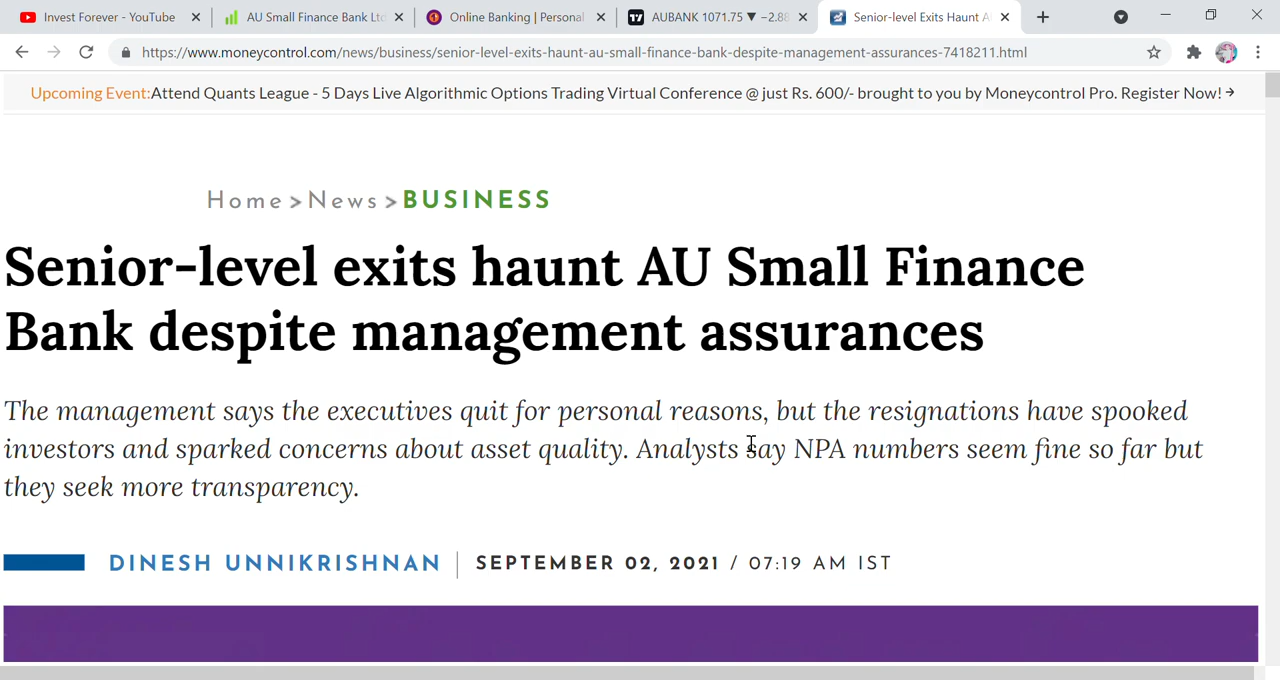 Invest Forever - YouTube
AU Small Finance Bank Ltd
Online Banking | Personal
AUBANK 1071.75 ▼ −2.88
Senior-level Exits Haunt A
https://www.moneycontrol.com/news/business/senior-level-exits-haunt-au-small-finance-bank-despite-management-assurances-7418211.html
Upcoming Event:Attend Quants League - 5 Days Live Algorithmic Options Trading Virtual Conference @ just Rs. 600/- brought to you by Moneycontrol Pro. Register Now! →
Home > News > BUSINESS
Senior-level exits haunt AU Small Finance
Bank despite management assurances
The management says the executives quit for personal reasons, but the resignations have spooked
investors and sparked concerns about asset quality. Analysts say NPA numbers seem fine so far but
they seek more transparency.
DINESH UNNIKRISHNAN
SEPTEMBER 02, 2021 / 07:19 AM IST